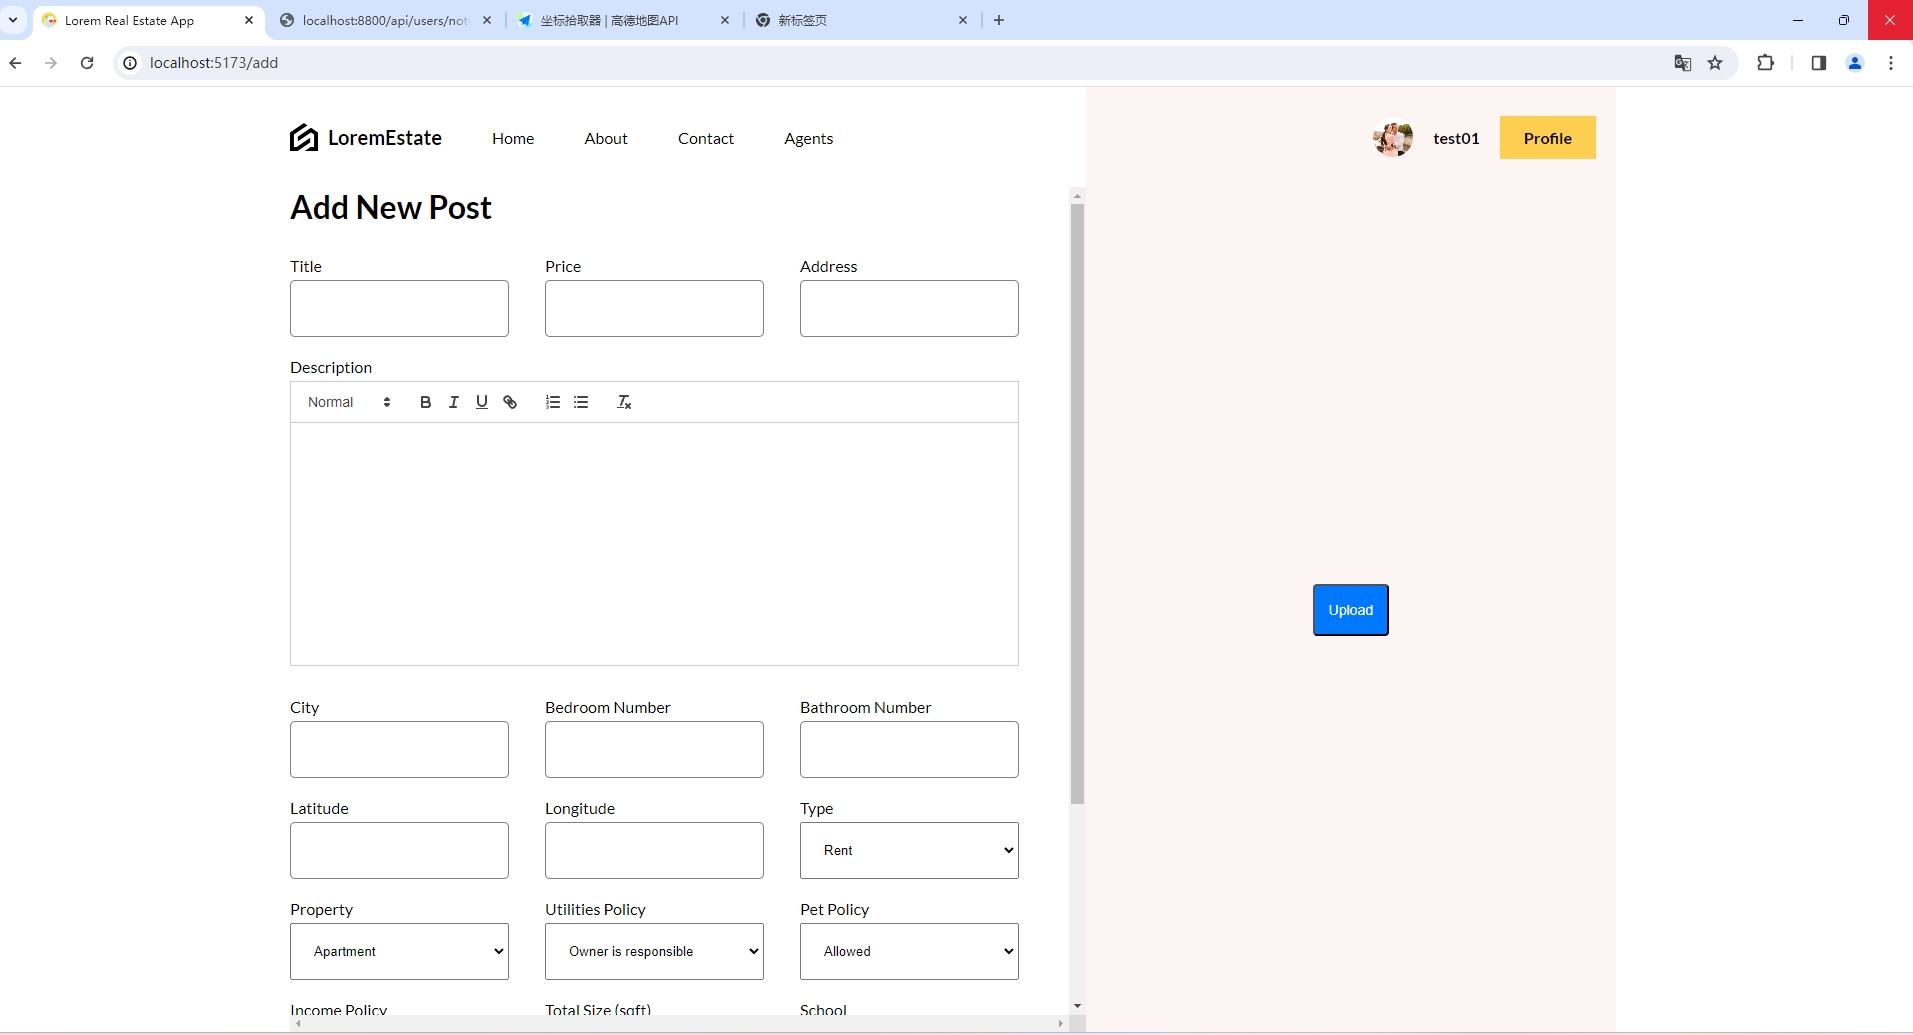 Lorem Real Estate App
localhost:8800/api/users/not
坐标拾取器 | 高德地图API
新标签页
localhost:5173/add
LoremEstate Home About Contact Agents test01 Profile
Add New Post
Title Price Address
Description
Normal
Upload
City Bedroom Number Bathroom Number
Latitude Longitude Type
Rent
Property Utilities Policy Pet Policy
Apartment Owner is responsible Allowed
Income Policy Total Size (sqft) School